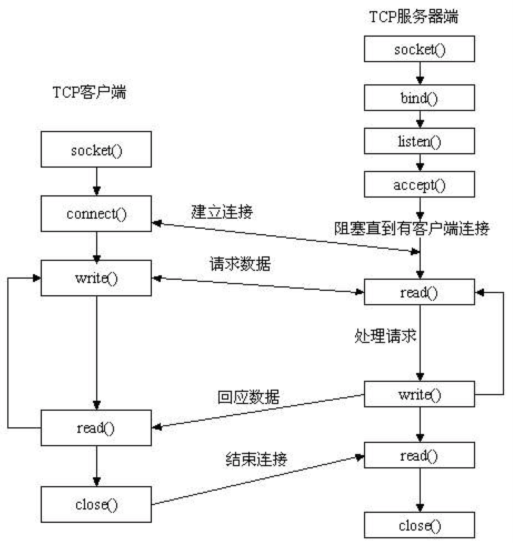 TCP服务器端
socket()
bind()
TCP客户端
listen()
socket()
accept()
connect()
建立连接
阻塞直到有客户端连接
请求数据
write()
read()
处理请求
回应数据
write()
read()
结束连接
read()
close()
close()